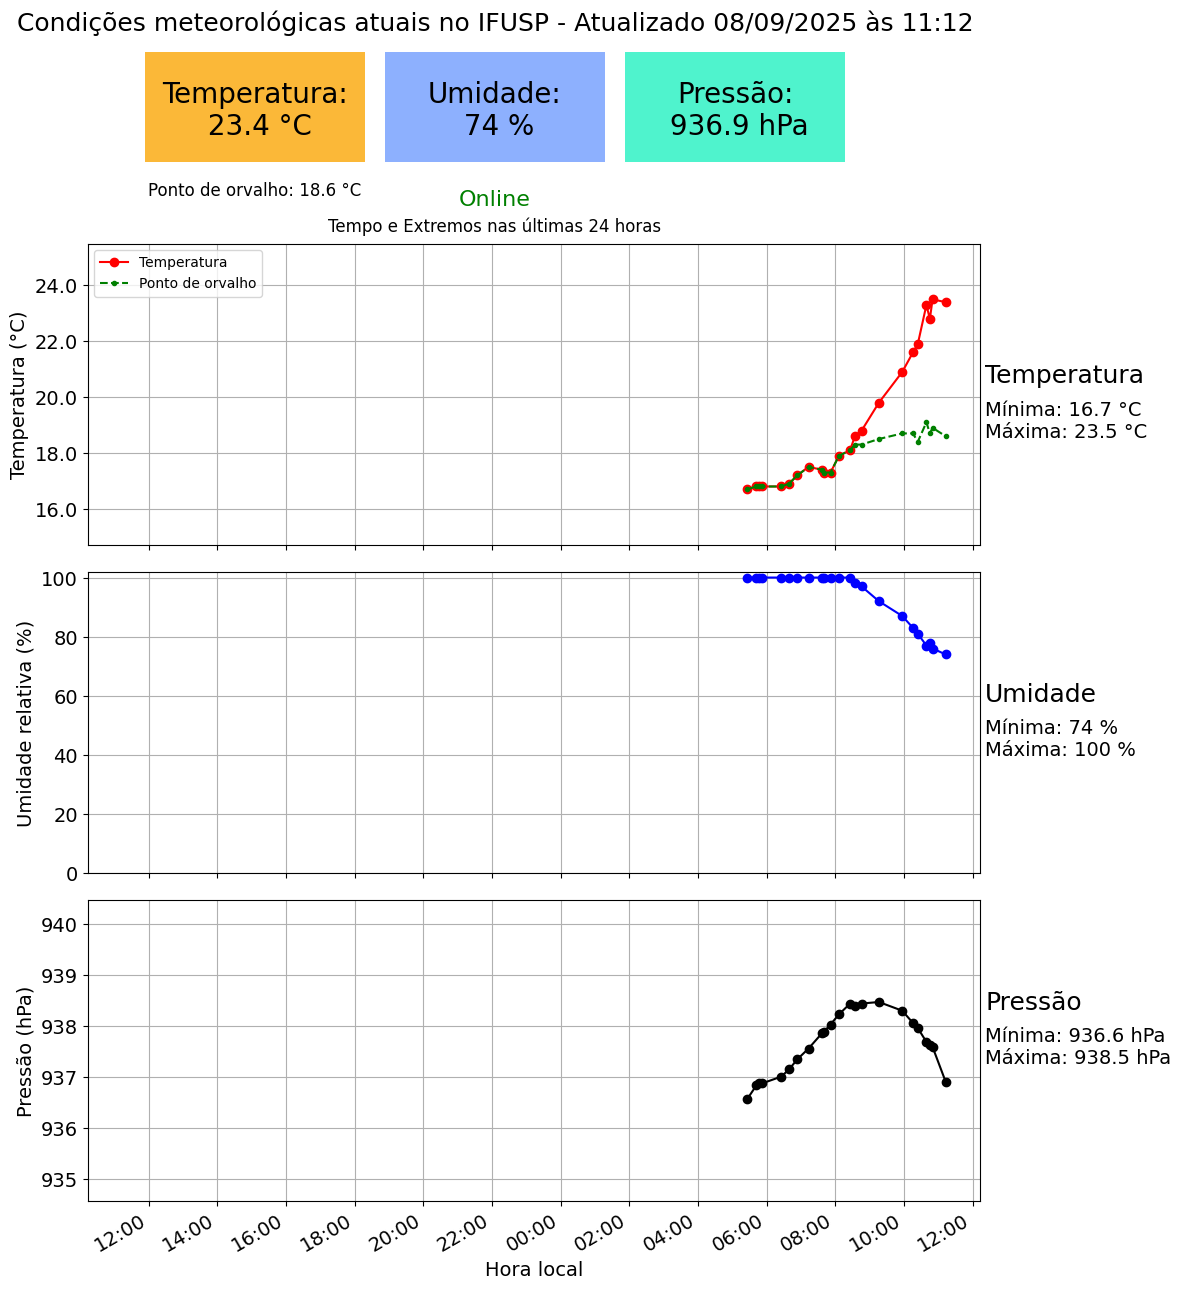 Condições meteorológicas atuais no IFUSP - Atualizado 08/09/2025 às 11:12
Temperatura:
23.4 °C
Umidade:
74 %
Pressão:
936.9 hPa
Ponto de orvalho: 18.6 °C
Online
Tempo e Extremos nas últimas 24 horas
Temperatura
Ponto de orvalho
Temperatura (°C)
24.0
22.0
20.0
18.0
16.0
Temperatura
Mínima: 16.7 °C
Máxima: 23.5 °C
Umidade relativa (%)
100
80
60
40
20
0
Umidade
Mínima: 74 %
Máxima: 100 %
Pressão (hPa)
940
939
938
937
936
935
Pressão
Mínima: 936.6 hPa
Máxima: 938.5 hPa
12:00 14:00 16:00 18:00 20:00 22:00 00:00 02:00 04:00 06:00 08:00 10:00 12:00
Hora local